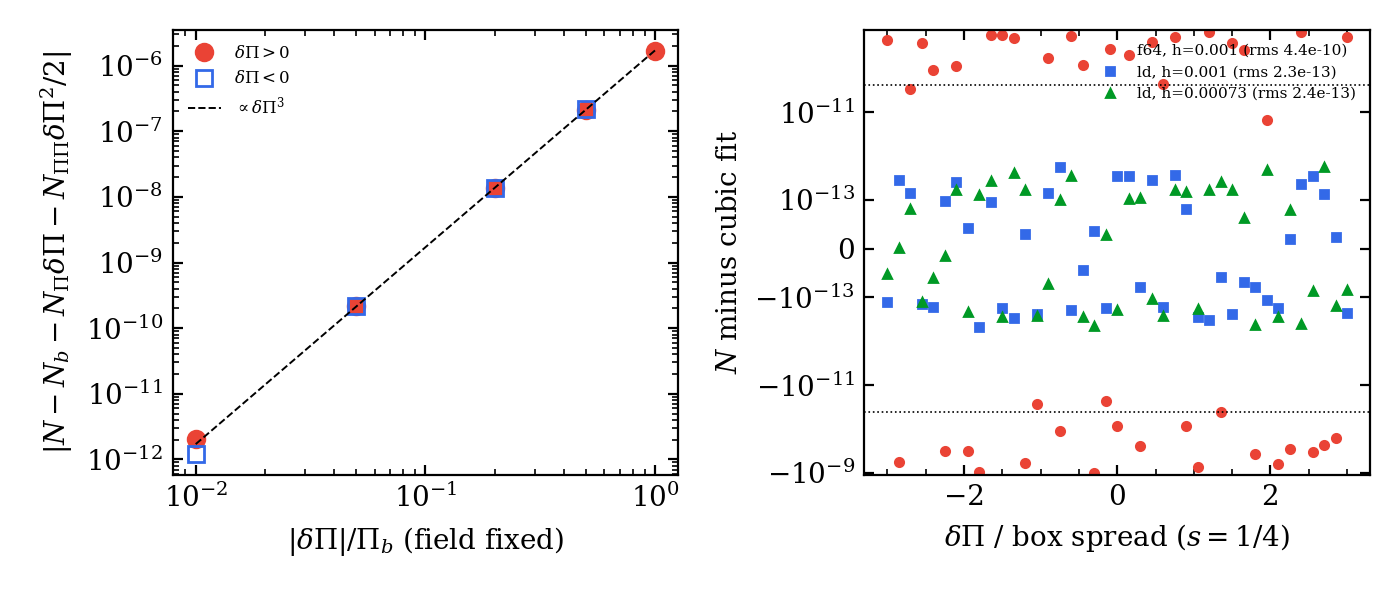 |N − N_b − N_Π δΠ − N_ΠΠ δΠ²/2|
10⁻⁶
10⁻⁷
10⁻⁸
10⁻⁹
10⁻¹⁰
10⁻¹¹
10⁻¹²
δΠ > 0
δΠ < 0
∝ δΠ³
10⁻²
10⁻¹
10⁰
|δΠ|/Π_b (field fixed)
N minus cubic fit
10⁻¹¹
10⁻¹³
0
−10⁻¹³
−10⁻¹¹
−10⁻⁹
f64, h=0.001 (rms 4.4e-10)
ld, h=0.001 (rms 2.3e-13)
ld, h=0.00073 (rms 2.4e-13)
−2
0
2
δΠ / box spread (s = 1/4)